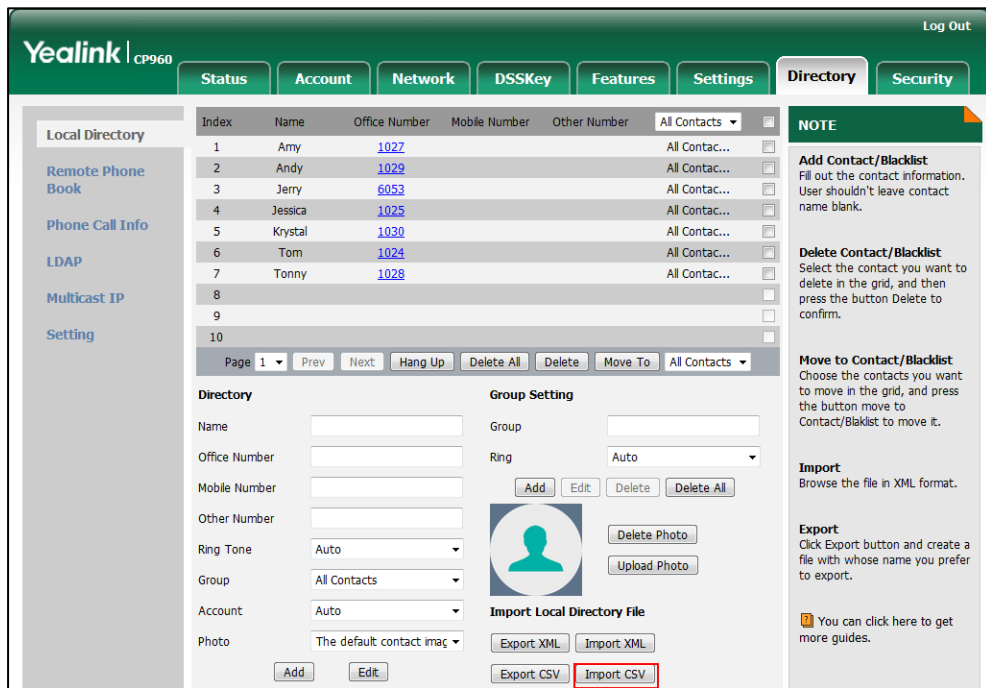 Log Out
Yealink CP960
Status Account Network DSSKey Features Settings Directory Security
Local Directory
Remote Phone
Book
Phone Call Info
LDAP
Multicast IP
Setting
Index Name Office Number Mobile Number Other Number All Contacts
1 Amy 1027 All Contac...
2 Andy 1029 All Contac...
3 Jerry 6053 All Contac...
4 Jessica 1025 All Contac...
5 Krystal 1030 All Contac...
6 Tom 1024 All Contac...
7 Tonny 1028 All Contac...
8
9
10
Page 1 Prev Next Hang Up Delete All Delete Move To All Contacts
Directory
Name
Office Number
Mobile Number
Other Number
Ring Tone Auto
Group All Contacts
Account Auto
Photo The default contact imag
Add Edit
Group Setting
Group
Ring Auto
Add Edit Delete Delete All
Delete Photo
Upload Photo
Import Local Directory File
Export XML Import XML
Export CSV Import CSV
NOTE
Add Contact/Blacklist
Fill out the contact information.
User shouldn't leave contact
name blank.
Delete Contact/Blacklist
Select the contact you want to
delete in the grid, and then
press the button Delete to
confirm.
Move to Contact/Blacklist
Choose the contacts you want
to move in the grid, and press
the button move to
Contact/Blaklist to move it.
Import
Browse the file in XML format.
Export
Click Export button and create a
file with whose name you prefer
to export.
? You can click here to get
more guides.